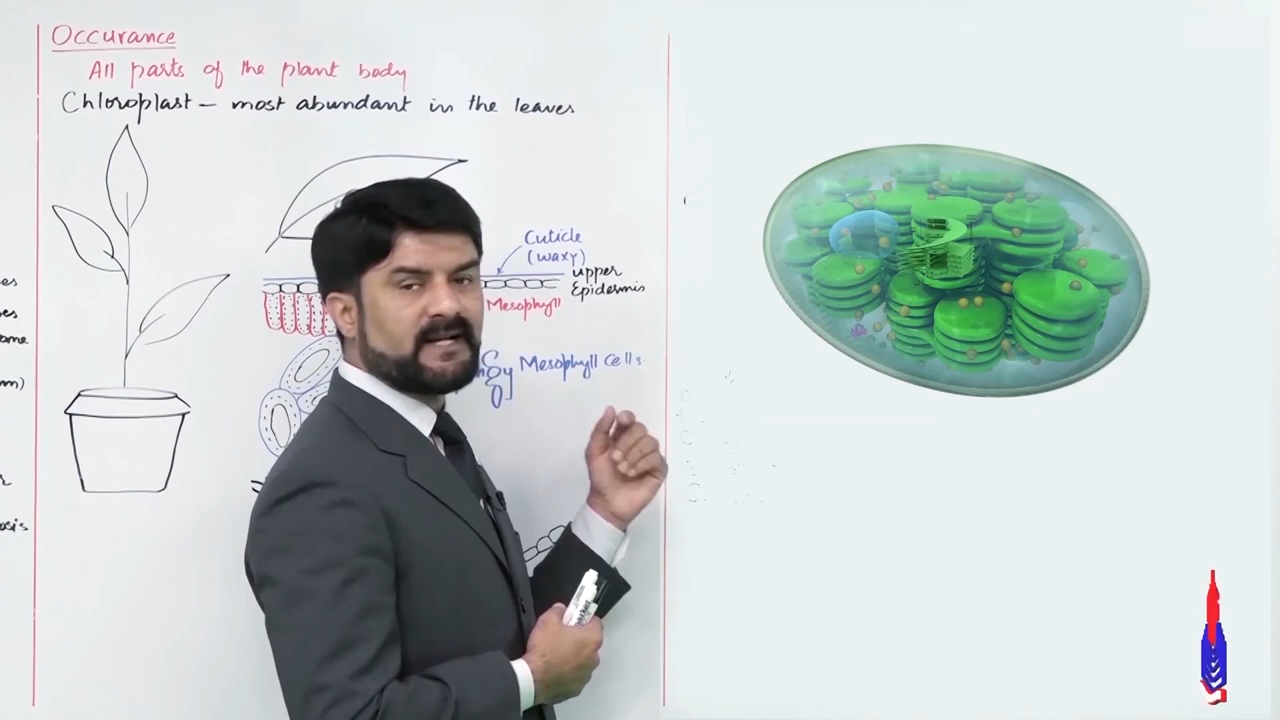 Occurance
All parts of the plant body
Chloroplast – most abundant in the leaves
Cuticle
(waxy)
upper
Epidermis
Mesophyll
Mesophyll Cells